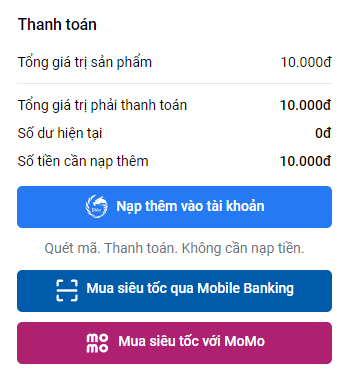 Thanh toán
Tổng giá trị sản phẩm 10.000đ
Tổng giá trị phải thanh toán 10.000đ
Số dư hiện tại 0đ
Số tiền cần nạp thêm 10.000đ
Nạp thêm vào tài khoản
Quét mã. Thanh toán. Không cần nạp tiền.
Mua siêu tốc qua Mobile Banking
mo
mo
Mua siêu tốc với MoMo